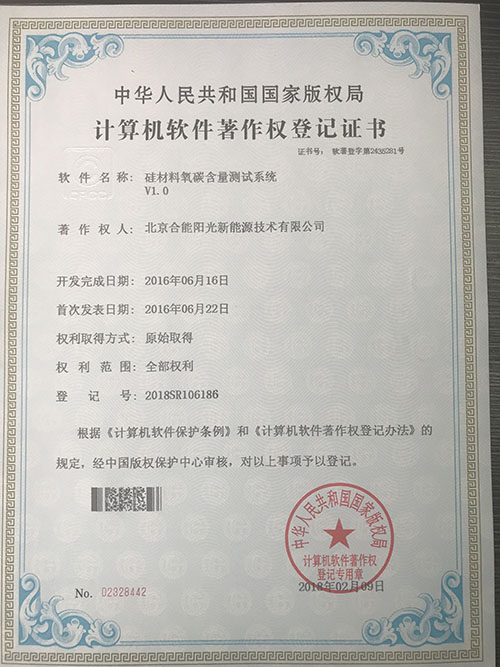 中华人民共和国国家版权局
计算机软件著作权登记证书
证书号： 软著登字第2435281号
软件名称： 硅材料氧碳含量测试系统
V1.0
著作权人： 北京合能阳光新能源技术有限公司
开发完成日期： 2016年06月16日
首次发表日期： 2016年06月22日
权利取得方式： 原始取得
权利范围： 全部权利
登记号： 2018SR106186
根据《计算机软件保护条例》和《计算机软件著作权登记办法》的
规定，经中国版权保护中心审核，对以上事项予以登记。
中华人民共和国国家版权局
计算机软件著作权
登记专用章
No. 02328442
2018年02月09日